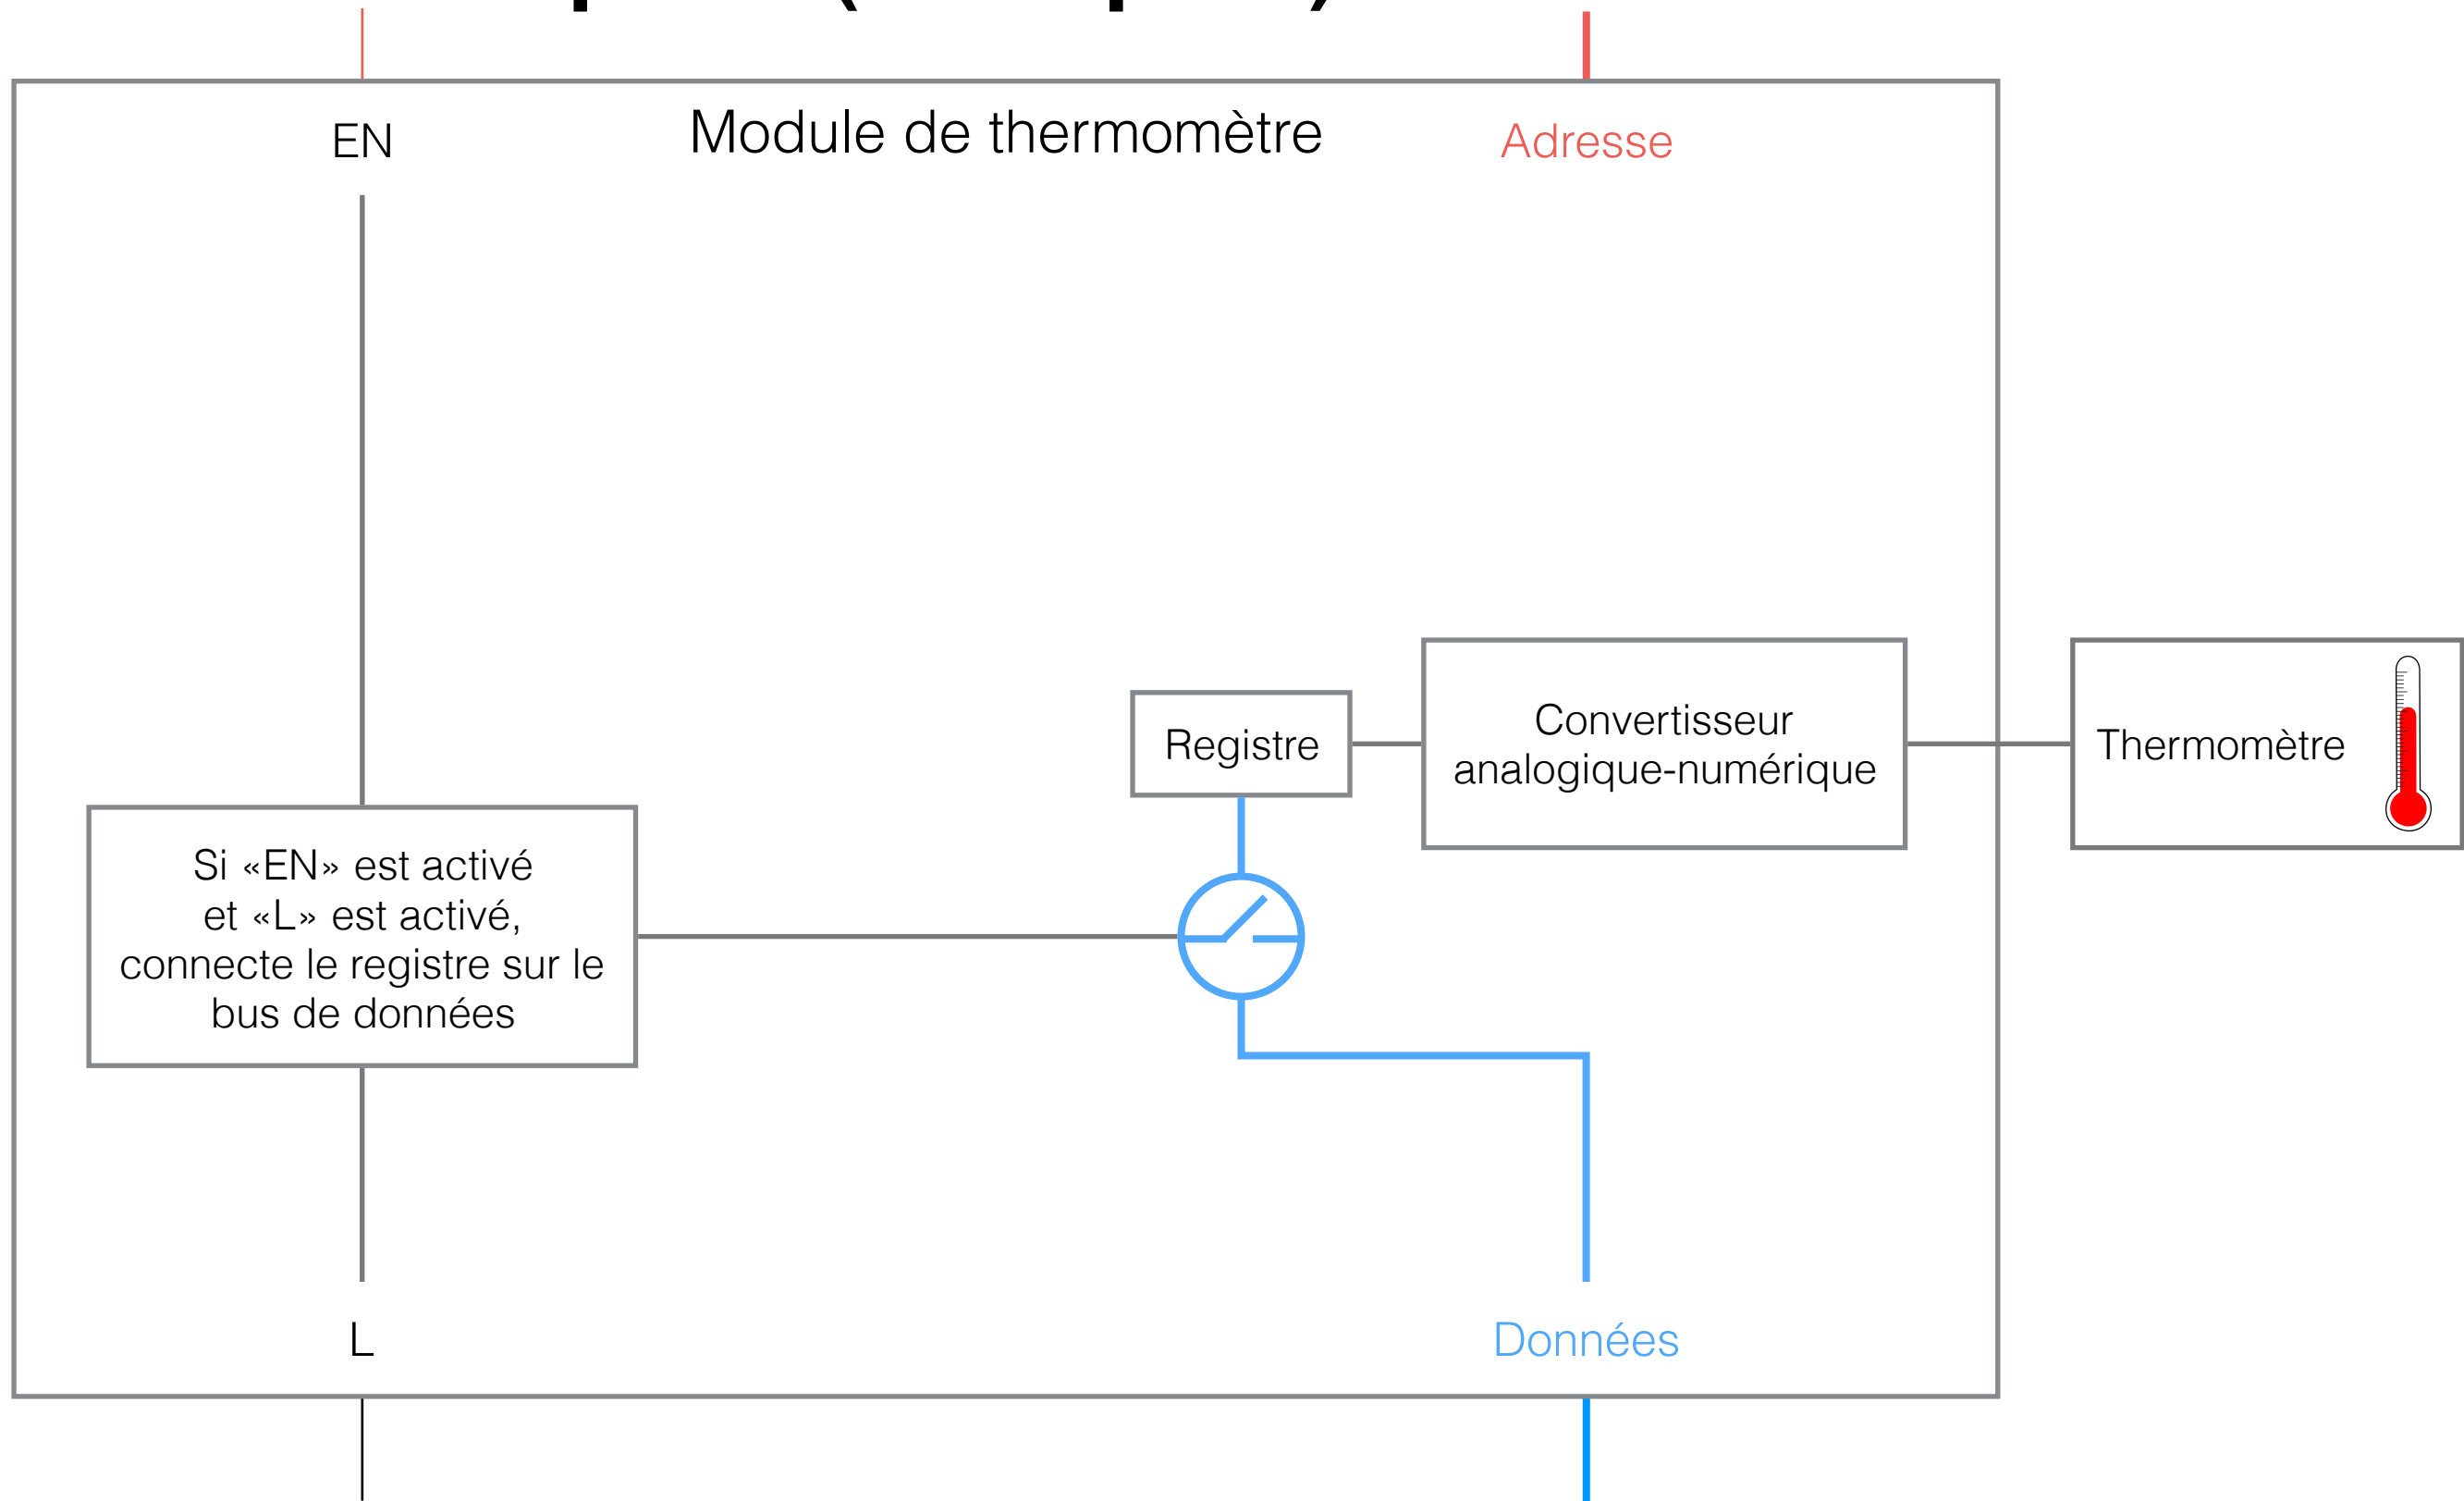 EN
Module de thermomètre
Adresse
Convertisseur
analogique-numérique
Registre
Thermomètre
Si «EN» est activé
et «L» est activé,
connecte le registre sur le
bus de données
L
Données